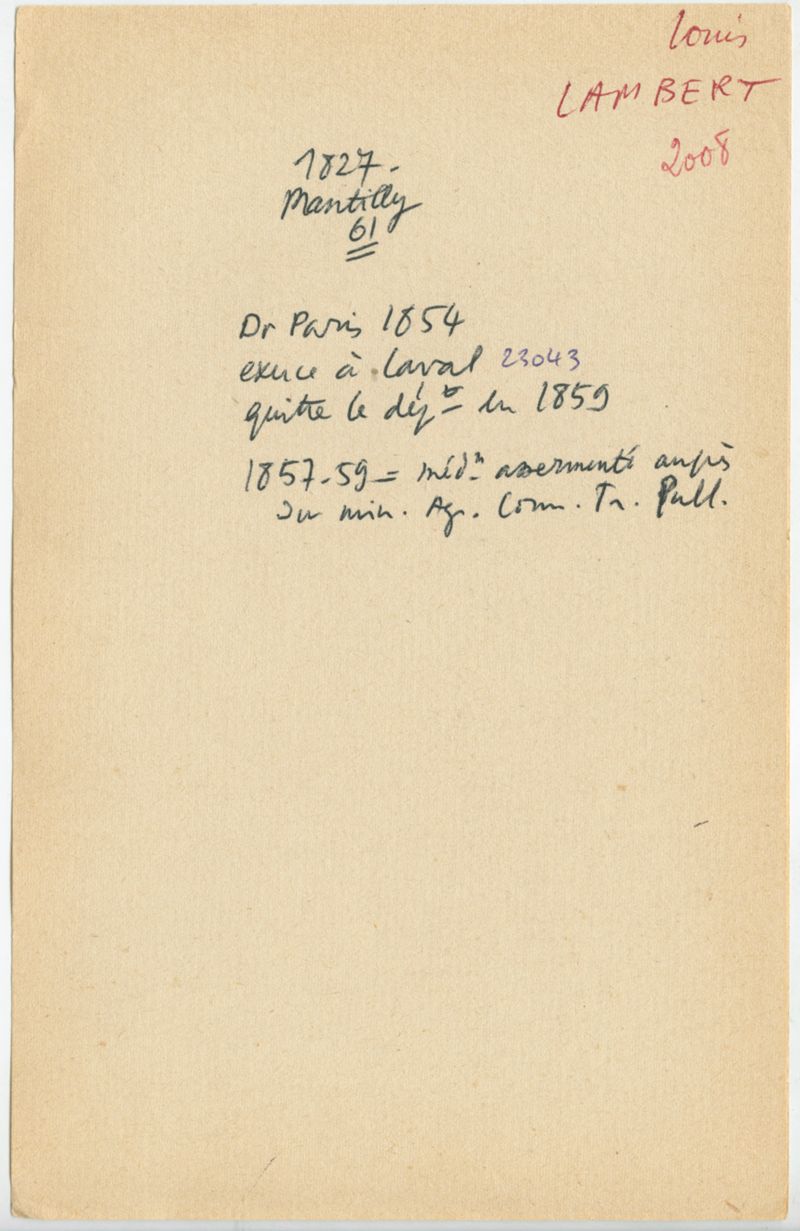 Louis
LAMBERT
2008
1827-
Mantilly
61
Dr Paris 1854
exerce à Laval 23043
quitte le dépt en 1859
1857-59 = médn assermenté auprès
du min. Agr. Com. Tr. Publ.